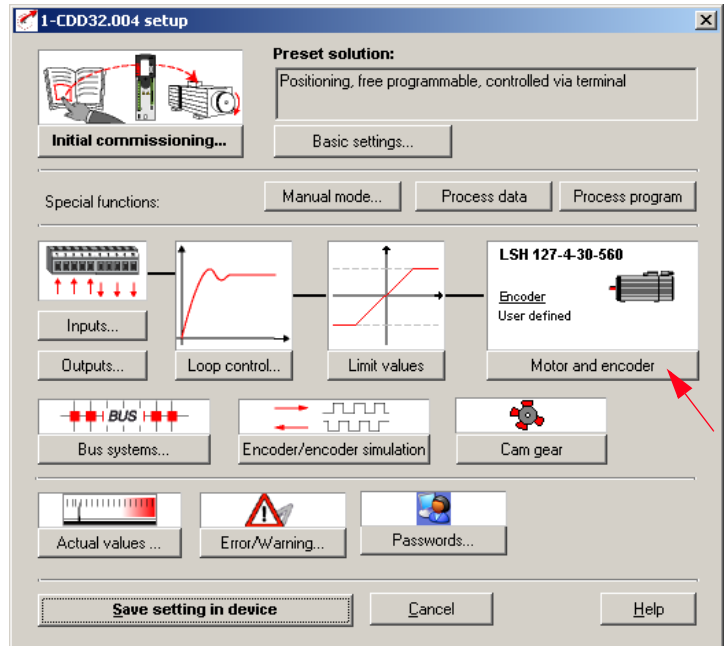 1-CDD32.004 setup
Preset solution:
Positioning, free programmable, controlled via terminal
Initial commissioning...
Basic settings...
Special functions:
Manual mode...
Process data
Process program
LSH 127-4-30-560
Encoder
User defined
Inputs...
Outputs...
Loop control...
Limit values
Motor and encoder
BUS
Bus systems...
Encoder/encoder simulation
Cam gear
Actual values ...
Error/Warning...
Passwords...
Save setting in device
Cancel
Help